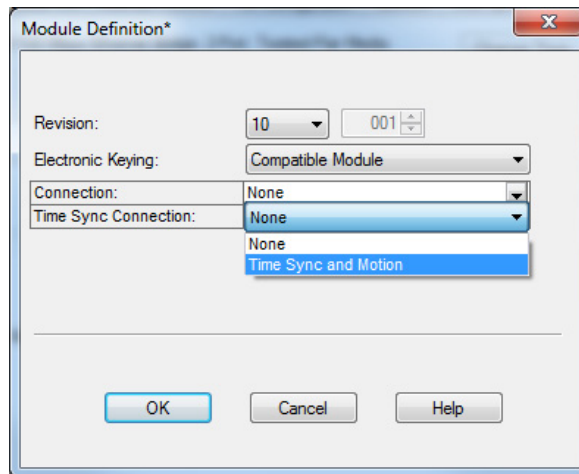 Module Definition*
Revision: 10 001
Electronic Keying: Compatible Module
Connection: None
Time Sync Connection: None
None
Time Sync and Motion
OK Cancel Help